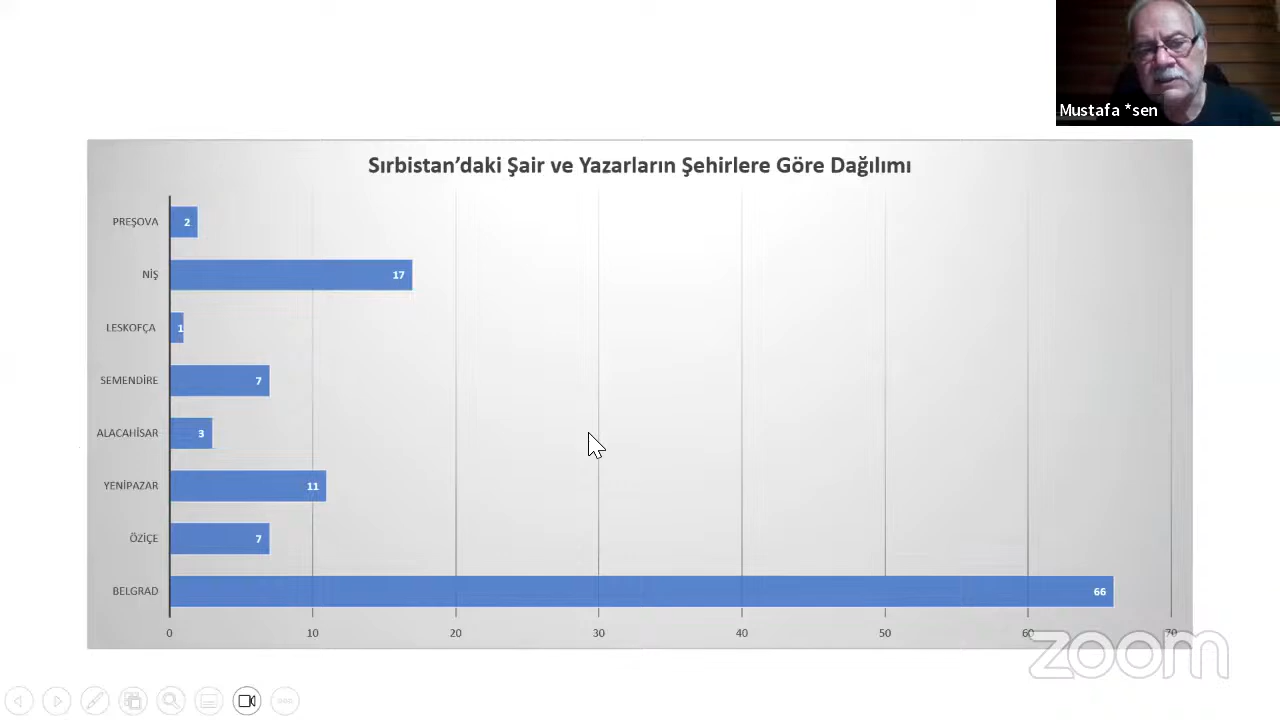 Mustafa *sen
Sırbistan’daki Şair ve Yazarların Şehirlere Göre Dağılımı
PREŞOVA 2
NİŞ 17
LESKOFÇA 1
SEMENDİRE 7
ALACAHİSAR 3
YENİPAZAR 11
ÖZİÇE 7
BELGRAD 66
0 10 20 30 40 50 60 70
zoom